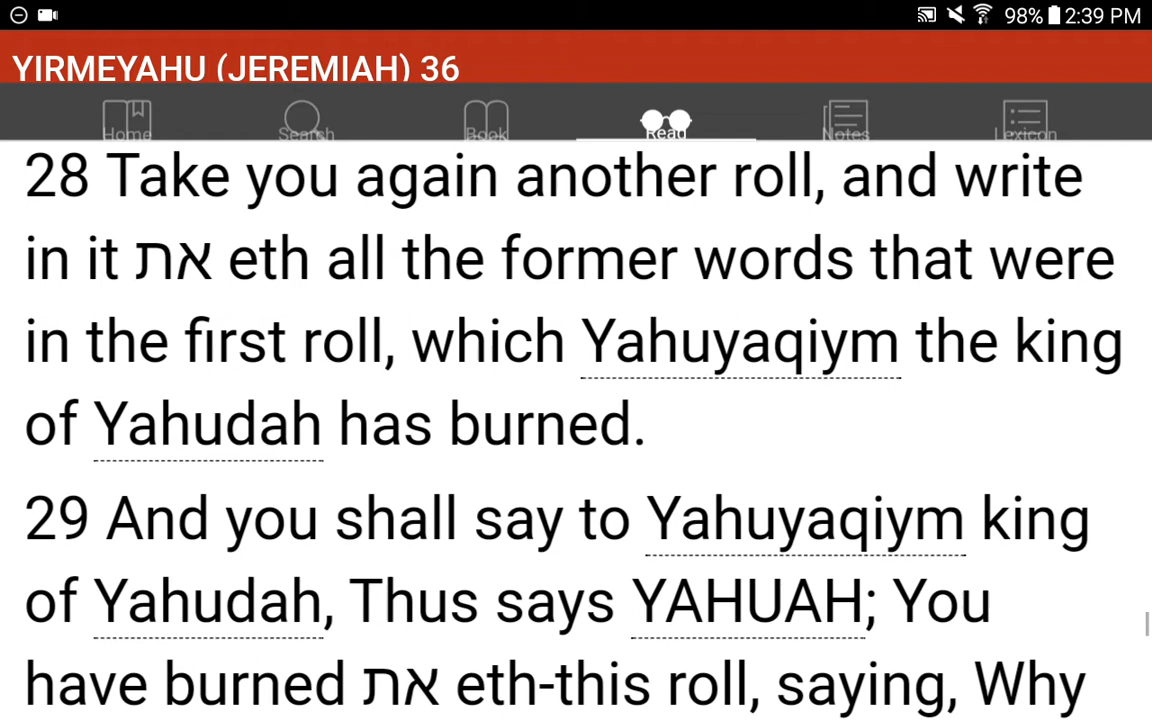 98% 2:39 PM
YIRMEYAHU (JEREMIAH) 36
Home Search Book Read Notes Lexicon
28 Take you again another roll, and write
in it את eth all the former words that were
in the first roll, which Yahuyaqiym the king
of Yahudah has burned.
29 And you shall say to Yahuyaqiym king
of Yahudah, Thus says YAHUAH; You
have burned את eth-this roll, saying, Why